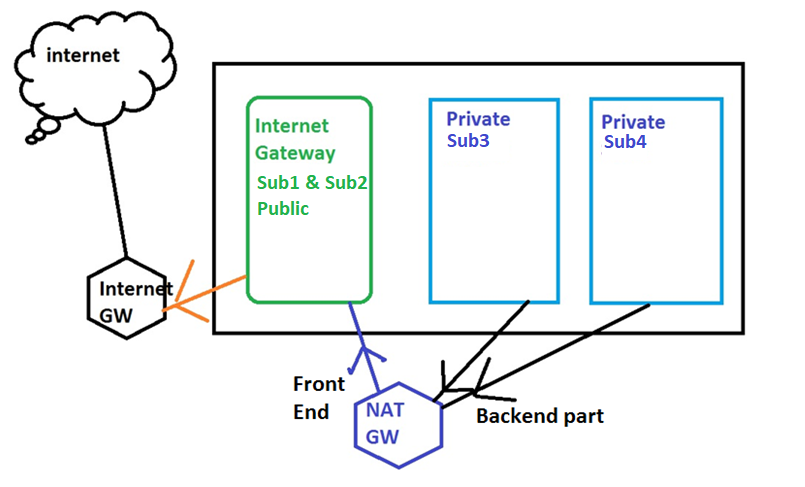 internet
Internet
Gateway
Sub1 & Sub2
Public
Private
Sub3
Private
Sub4
Internet
GW
Front
End
NAT
GW
Backend part